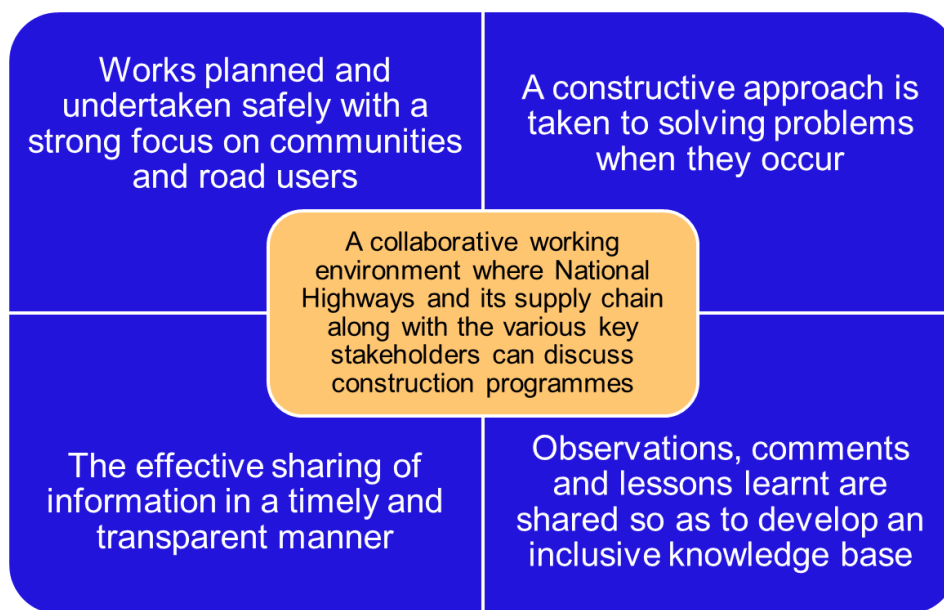 Works planned and
undertaken safely with a
strong focus on communities
and road users
A constructive approach is
taken to solving problems
when they occur
A collaborative working
environment where National
Highways and its supply chain
along with the various key
stakeholders can discuss
construction programmes
The effective sharing of
information in a timely and
transparent manner
Observations, comments
and lessons learnt are
shared so as to develop an
inclusive knowledge base